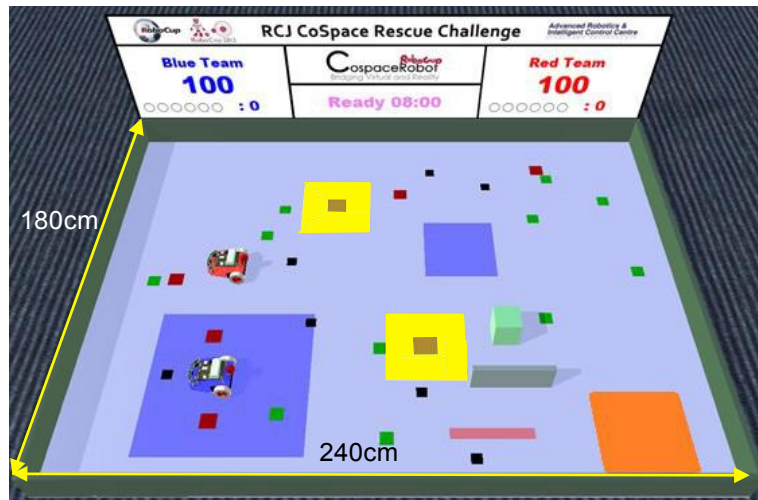 RoboCup
RCJ CoSpace Rescue Challenge
Advanced Robotics &
Intelligent Control Centre
Blue Team
100
: 0
CospaceRobot
RoboCup
Bridging Virtual and Reality
Ready 08:00
Red Team
100
: 0
180cm
240cm